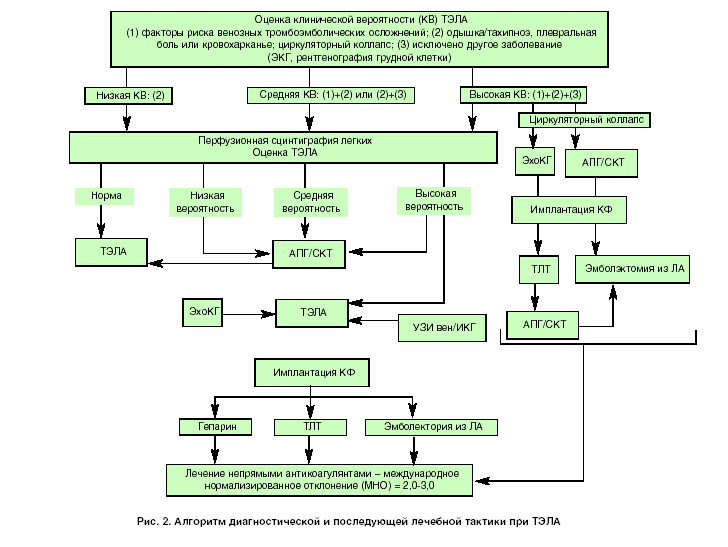 Оценка клинической вероятности (КВ) ТЭЛА
(1) факторы риска венозных тромбоэмболических осложнений; (2) одышка/тахипноэ, плевральная
боль или кровохарканье; циркуляторный коллапс; (3) исключено другое заболевание
(ЭКГ, рентгенография грудной клетки)
Низкая КВ: (2)
Средняя КВ: (1)+(2) или (2)+(3)
Высокая КВ: (1)+(2)+(3)
Циркуляторный коллапс
Перфузионная сцинтиграфия легких
Оценка ТЭЛА
ЭхоКГ
АПГ/СКТ
Норма
Низкая
вероятность
Средняя
вероятность
Высокая
вероятность
Имплантация КФ
ТЭЛА
АПГ/СКТ
ТЛТ
Эмболэктомия из ЛА
ЭхоКГ
ТЭЛА
УЗИ вен/ИКГ
АПГ/СКТ
Имплантация КФ
Гепарин
ТЛТ
Эмболектория из ЛА
Лечение непрямыми антикоагулянтами – международное
нормализированное отклонение (МНО) = 2,0-3,0
Рис. 2. Алгоритм диагностической и последующей лечебной тактики при ТЭЛА